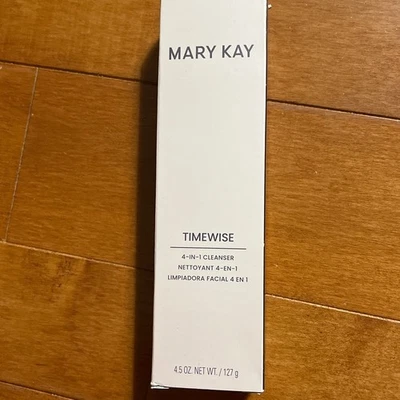 MARY KAY
TIMEWISE
4-IN-1 CLEANSER
NETTOYANT 4-EN-1
LIMPIADORA FACIAL 4 EN 1
4.5 OZ. NET WT. / 127 g